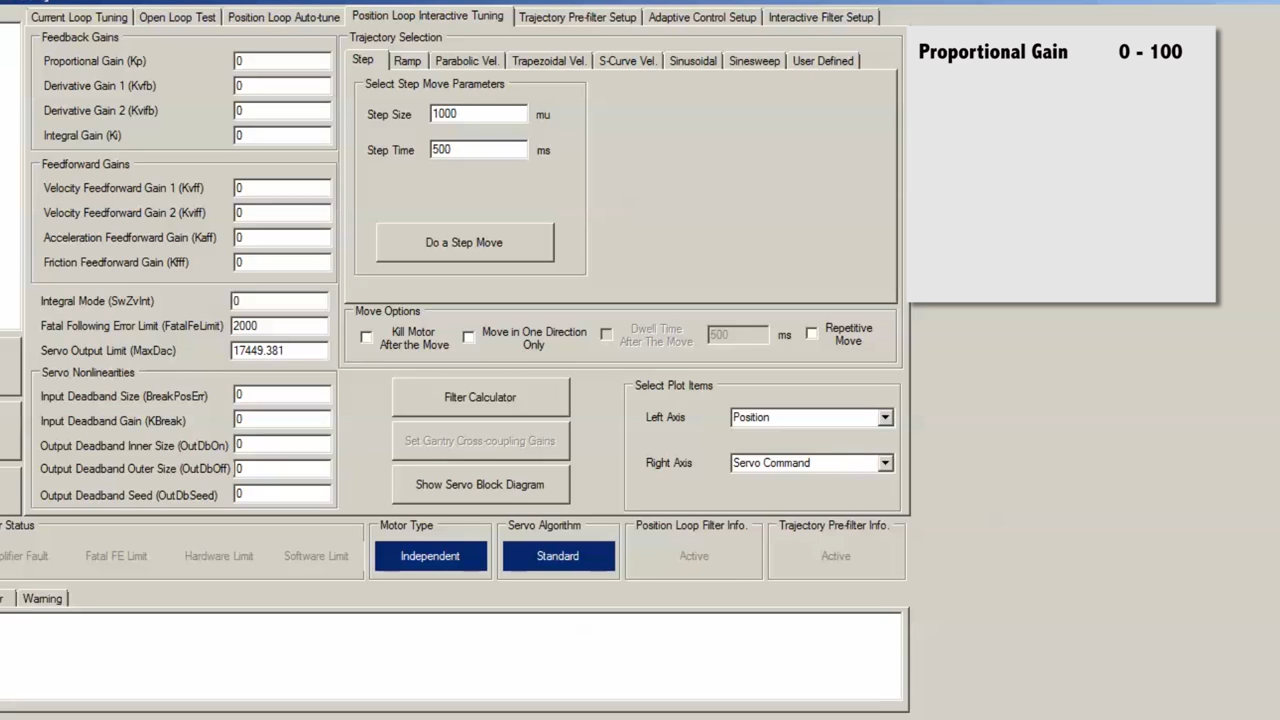 Current Loop Tuning Open Loop Test Position Loop Auto-tune Position Loop Interactive Tuning Trajectory Pre-filter Setup Adaptive Control Setup Interactive Filter Setup
Feedback Gains
Proportional Gain (Kp) 0
Derivative Gain 1 (Kvfb) 0
Derivative Gain 2 (Kvifb) 0
Integral Gain (Ki) 0
Feedforward Gains
Velocity Feedforward Gain 1 (Kvff) 0
Velocity Feedforward Gain 2 (Kviff) 0
Acceleration Feedforward Gain (Kaff) 0
Friction Feedforward Gain (Kfff) 0
Integral Mode (SwZvInt) 0
Fatal Following Error Limit (FatalFeLimit) 2000
Servo Output Limit (MaxDac) 17449.381
Servo Nonlinearities
Input Deadband Size (BreakPosErr) 0
Input Deadband Gain (KBreak) 0
Output Deadband Inner Size (OutDbOn) 0
Output Deadband Outer Size (OutDbOff) 0
Output Deadband Seed (OutDbSeed) 0
Trajectory Selection
Step Ramp Parabolic Vel. Trapezoidal Vel. S-Curve Vel. Sinusoidal Sinesweep User Defined
Select Step Move Parameters
Step Size 1000 mu
Step Time 500 ms
Do a Step Move
Move Options
Kill Motor
After the Move
Move in One Direction
Only
Dwell Time
After The Move
500 ms
Repetitive
Move
Filter Calculator
Set Gantry Cross-coupling Gains
Show Servo Block Diagram
Select Plot Items
Left Axis Position
Right Axis Servo Command
Proportional Gain 0 - 100
r Status
plifier Fault Fatal FE Limit Hardware Limit Software Limit
Motor Type
Independent
Servo Algorithm
Standard
Position Loop Filter Info.
Active
Trajectory Pre-filter Info.
Active
r Warning